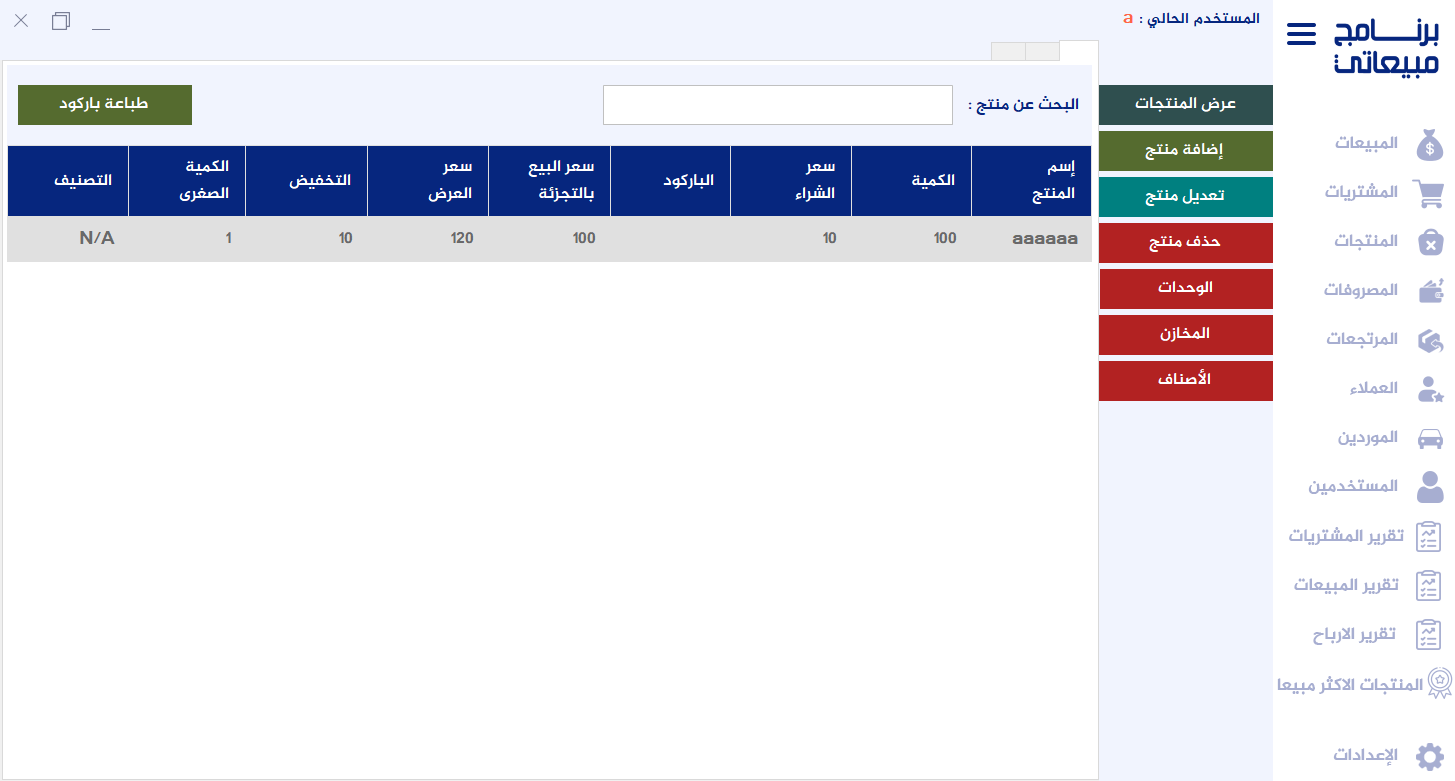 برنامج
مبيعاتي
المستخدم الحالي : a
المبيعات
المشتريات
المنتجات
المصروفات
المرتجعات
العملاء
الموردين
المستخدمين
تقرير المشتريات
تقرير المبيعات
تقرير الارباح
المنتجات الاكثر مبيعا
الإعدادات
عرض المنتجات
إضافة منتج
تعديل منتج
حذف منتج
الوحدات
المخازن
الأصناف
البحث عن منتج :
طباعة باركود
إسم
المنتج
الكمية
سعر
الشراء
الباركود
سعر البيع
بالتجزئة
سعر
العرض
التخفيض
الكمية
الصغرى
التصنيف
aaaaaa 100 10 100 120 10 1 N/A